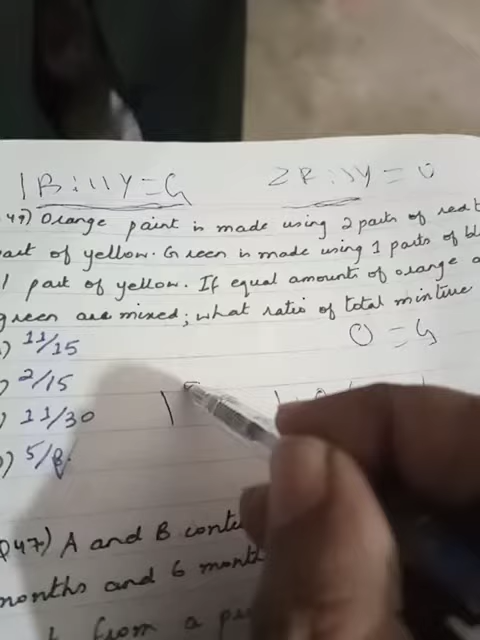 1B : 11Y = G 2R : 1Y = O
49) Orange paint is made using 2 parts of red
part of yellow. Green is made using 1 parts of
1 part of yellow. If equal amounts of orange
green are mixed; what ratio of total mixture
) 11/15
O = G
) 2/15
) 11/30
) 5/8.
Q47.) A and B
months and 6
from a